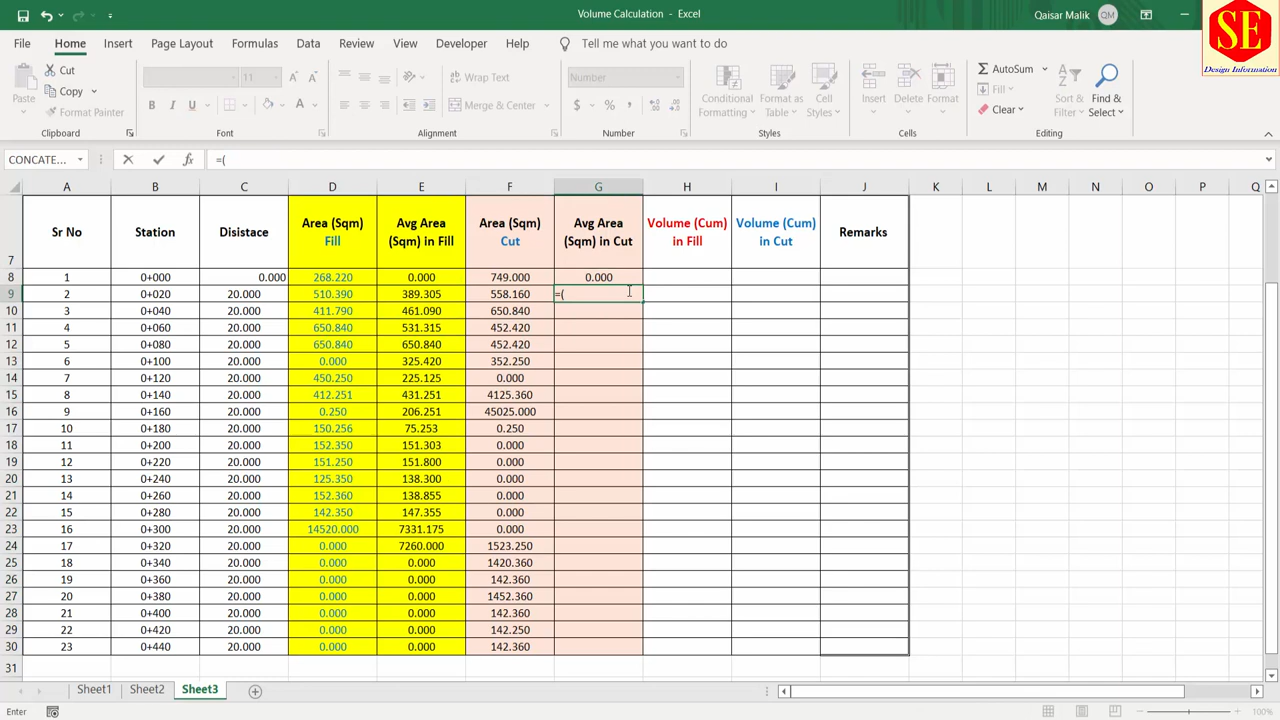 Volume Calculation - Excel
Qaisar Malik QM
SE
Design Information
File Home Insert Page Layout Formulas Data Review View Developer Help Tell me what you want to do
Paste Cut Copy Format Painter
11 Wrap Text Merge & Center Number
Conditional Formatting Format as Table Cell Styles Insert Delete Format AutoSum Fill Clear Sort & Filter Find & Select
Clipboard Font Alignment Number Styles Cells Editing
CONCATE... fx =(
A B C D E F G H I J K L M N O P Q
7 Sr No Station Disistace Area (Sqm) Fill Avg Area (Sqm) in Fill Area (Sqm) Cut Avg Area (Sqm) in Cut Volume (Cum) in Fill Volume (Cum) in Cut Remarks
8 1 0+000 0.000 268.220 0.000 749.000 0.000
9 2 0+020 20.000 510.390 389.305 558.160 =(
10 3 0+040 20.000 411.790 461.090 650.840
11 4 0+060 20.000 650.840 531.315 452.420
12 5 0+080 20.000 650.840 650.840 452.420
13 6 0+100 20.000 0.000 325.420 352.250
14 7 0+120 20.000 450.250 225.125 0.000
15 8 0+140 20.000 412.251 431.251 4125.360
16 9 0+160 20.000 0.250 206.251 45025.000
17 10 0+180 20.000 150.256 75.253 0.250
18 11 0+200 20.000 152.350 151.303 0.000
19 12 0+220 20.000 151.250 151.800 0.000
20 13 0+240 20.000 125.350 138.300 0.000
21 14 0+260 20.000 152.360 138.855 0.000
22 15 0+280 20.000 142.350 147.355 0.000
23 16 0+300 20.000 14520.000 7331.175 0.000
24 17 0+320 20.000 0.000 7260.000 1523.250
25 18 0+340 20.000 0.000 0.000 1420.360
26 19 0+360 20.000 0.000 0.000 142.360
27 20 0+380 20.000 0.000 0.000 1452.360
28 21 0+400 20.000 0.000 0.000 142.360
29 22 0+420 20.000 0.000 0.000 142.250
30 23 0+440 20.000 0.000 0.000 142.360
31
Sheet1 Sheet2 Sheet3
Enter 100%